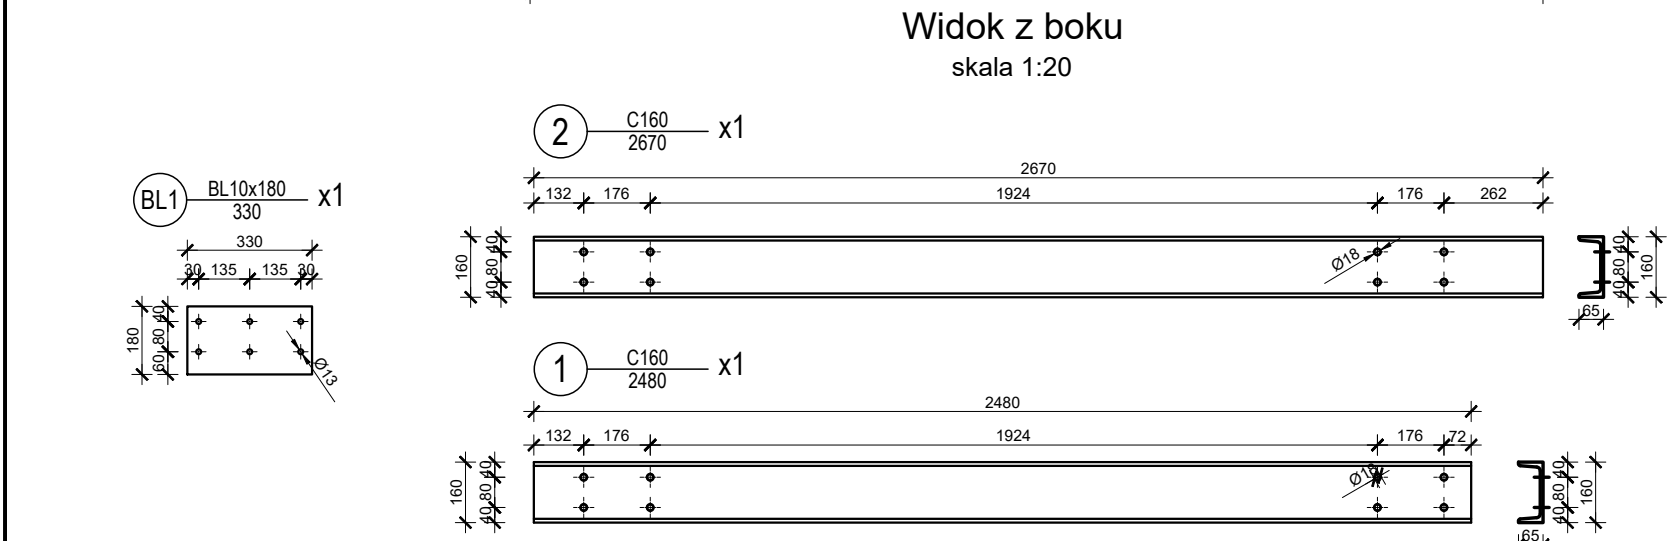 Widok z boku
skala 1:20
2 C160 x1
2670
2670
132 176 1924 176 262
160 40 80 40
Ø18
40 80 40 160
65
BL1 BL10x180 x1
330
330
30 135 135 30
180 40 80 60
Ø13
1 C160 x1
2480
2480
132 176 1924 176 72
160 40 80 40
Ø18
40 80 40 160
65